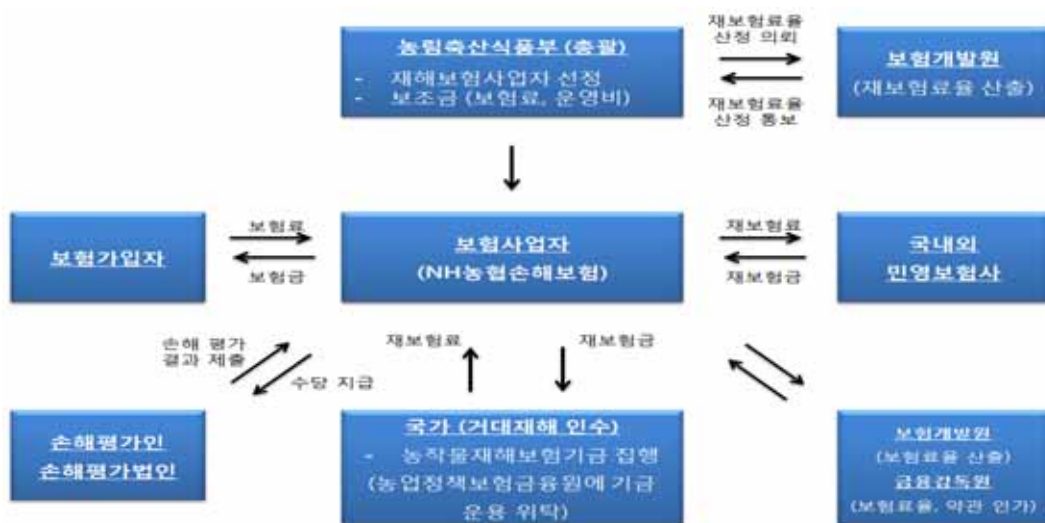 농림축산식품부 (총괄)
- 재해보험사업자 선정
- 보조금 (보험료, 운영비)
재보험료율
산정 의뢰
재보험료율
산정 통보
보험개발원
(재보험료율 산출)
보험가입자
보험료
보험금
보험사업자
(NH농협손해보험)
재보험료
재보험금
국내외
민영보험사
손해 평가
결과 제출
수당 지급
재보험료
재보험금
손해평가인
손해평가법인
국가 (거대재해 인수)
- 농작물재해보험기금 집행
(농업정책보험금융원에 기금
운용 위탁)
보험개발원
(보험료율 산출)
금융감독원
(보험료율, 약관 인가)